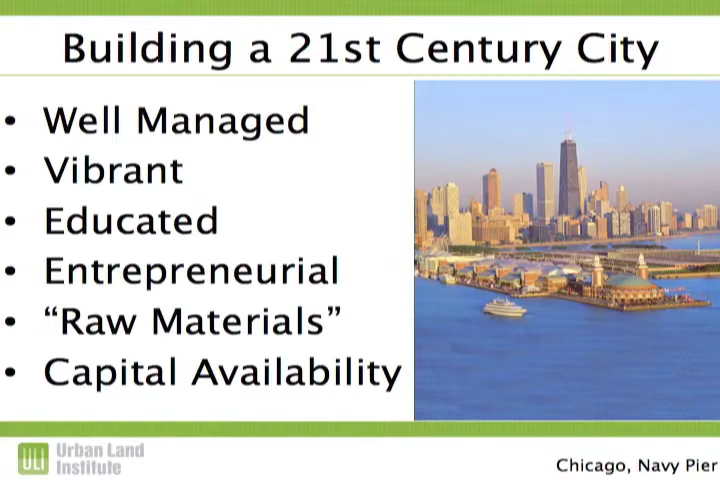 Building a 21st Century City
• Well Managed
• Vibrant
• Educated
• Entrepreneurial
• “Raw Materials”
• Capital Availability
ULI Urban Land
Institute
Chicago, Navy Pier